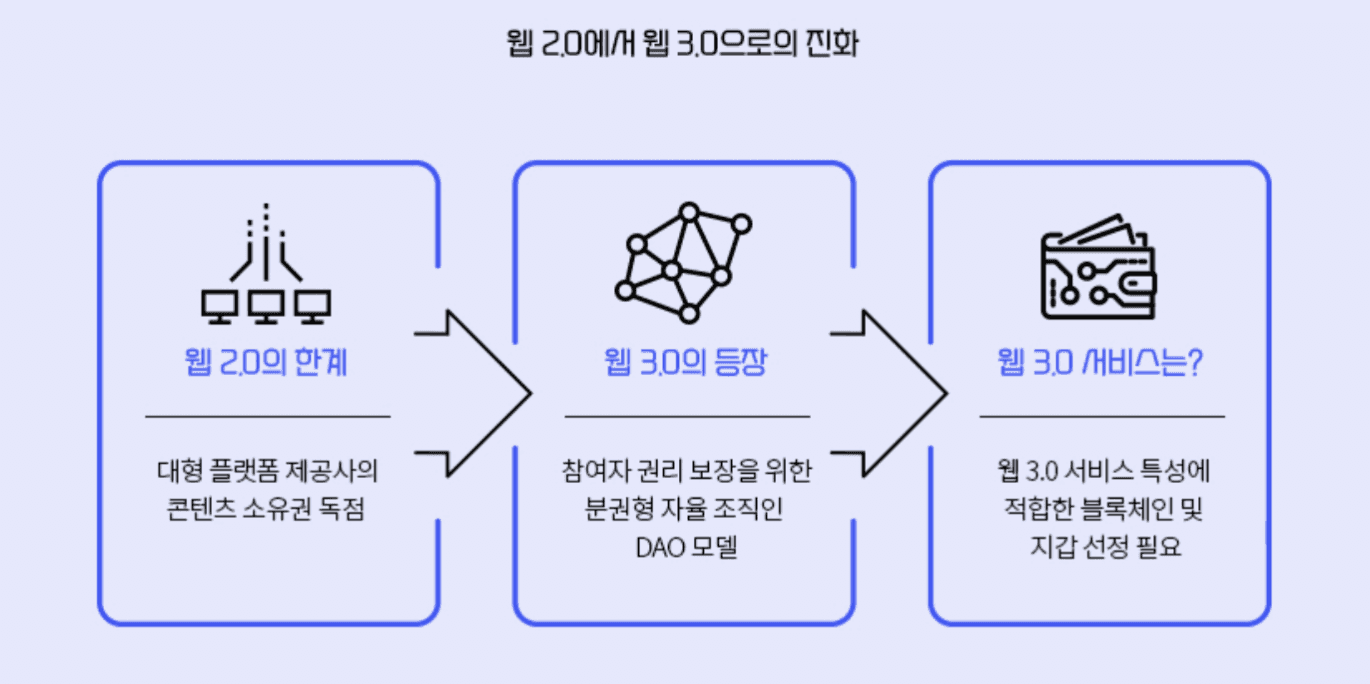 웹 2.0에서 웹 3.0으로의 진화
웹 2.0의 한계
대형 플랫폼 제공사의
콘텐츠 소유권 독점
웹 3.0의 등장
참여자 권리 보장을 위한
분권형 자율 조직인
DAO 모델
웹 3.0 서비스는?
웹 3.0 서비스 특성에
적합한 블록체인 및
지갑 선정 필요